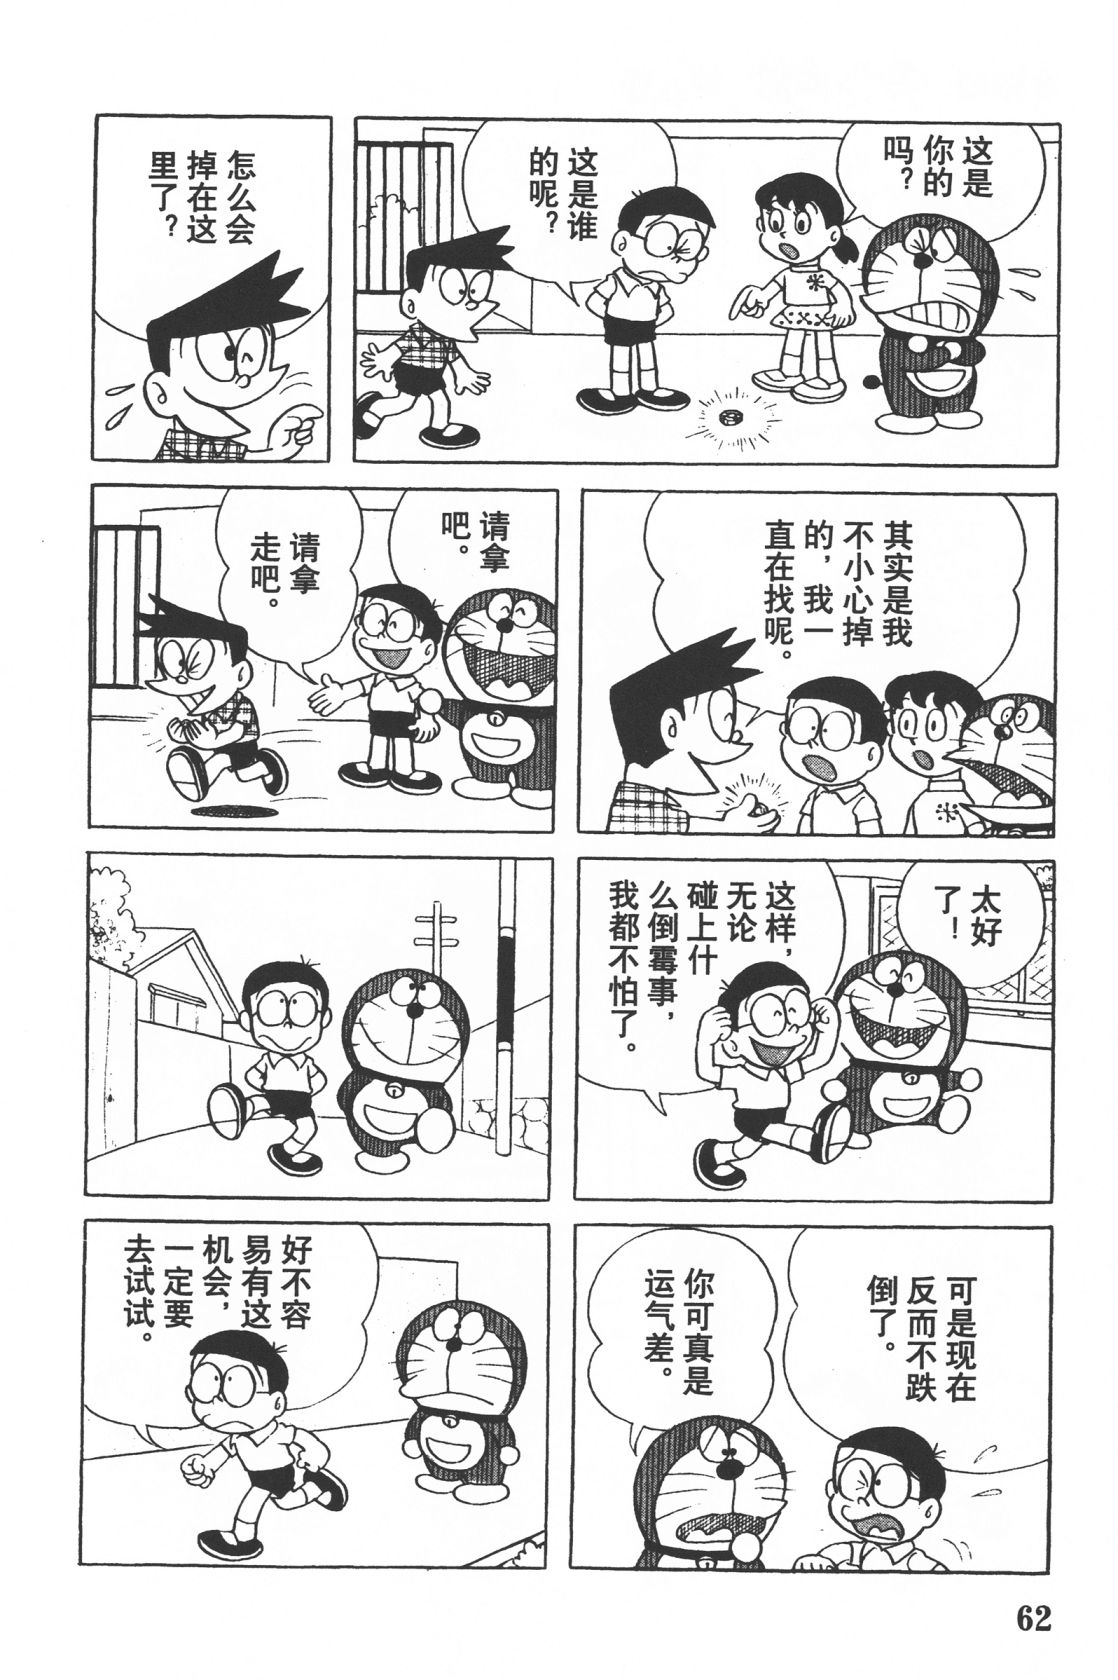 这是
你的
吗？
这是谁
的呢？
怎么会
掉在这
里了？
其实是我
不小心掉
的，我一
直在找呢。
请拿
吧。
请拿
走吧。
太好
了！
这样，
无论
碰上什
么倒霉事，
我都不怕了。
可是现在
反而不跌
倒了。
你可真是
运气差。
好不容
易有这
机会，
一定要
去试试。
62